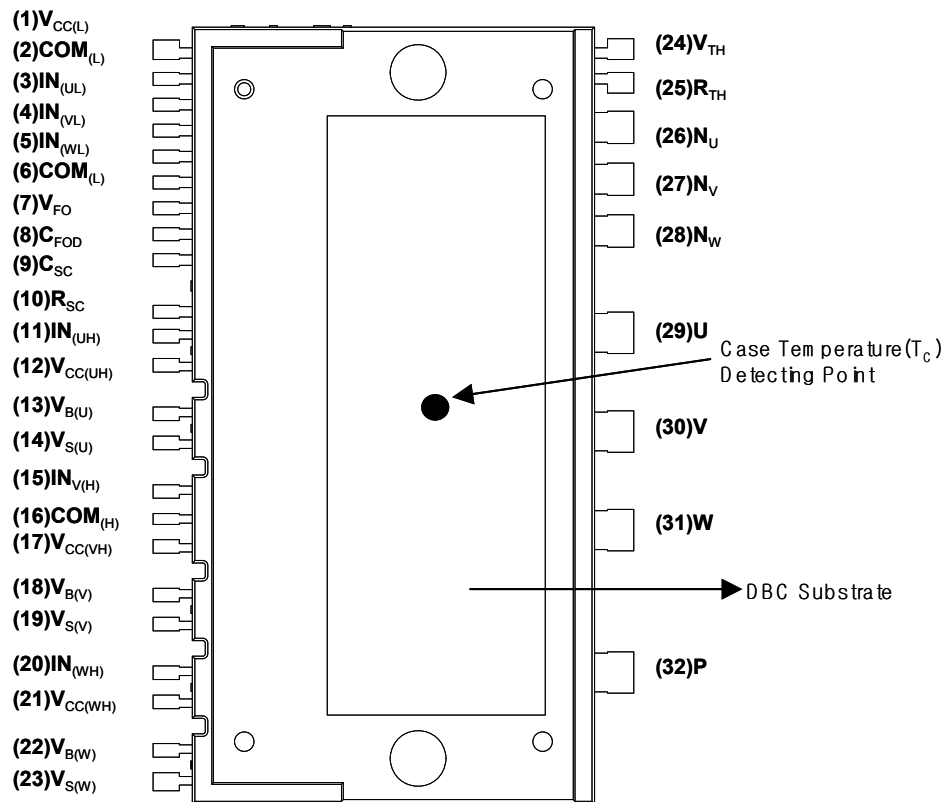 (1)VCC(L)
(2)COM(L)
(3)IN(UL)
(4)IN(VL)
(5)IN(WL)
(6)COM(L)
(7)VFO
(8)CFOD
(9)CSC
(10)RSC
(11)IN(UH)
(12)VCC(UH)
(13)VB(U)
(14)VS(U)
(15)INV(H)
(16)COM(H)
(17)VCC(VH)
(18)VB(V)
(19)VS(V)
(20)IN(WH)
(21)VCC(WH)
(22)VB(W)
(23)VS(W)
(24)VTH
(25)RTH
(26)NU
(27)NV
(28)NW
(29)U
Case Temperature(TC)
Detecting Point
(30)V
(31)W
DBC Substrate
(32)P